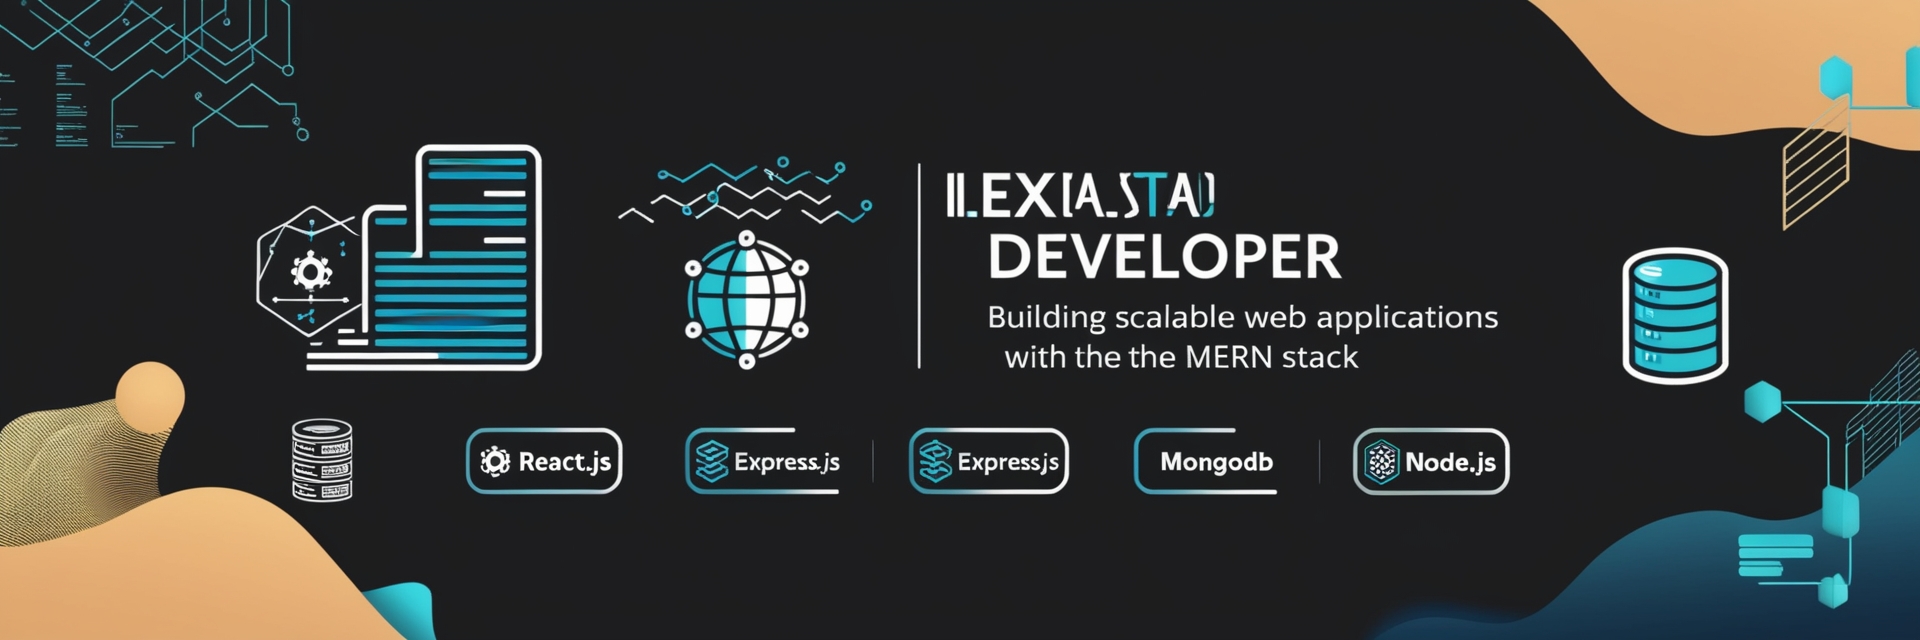 DEVELOPER
Building scalable web applications
with the the MERN stack
React.js
Express.js
Expressjs
Mongodb
Node.js